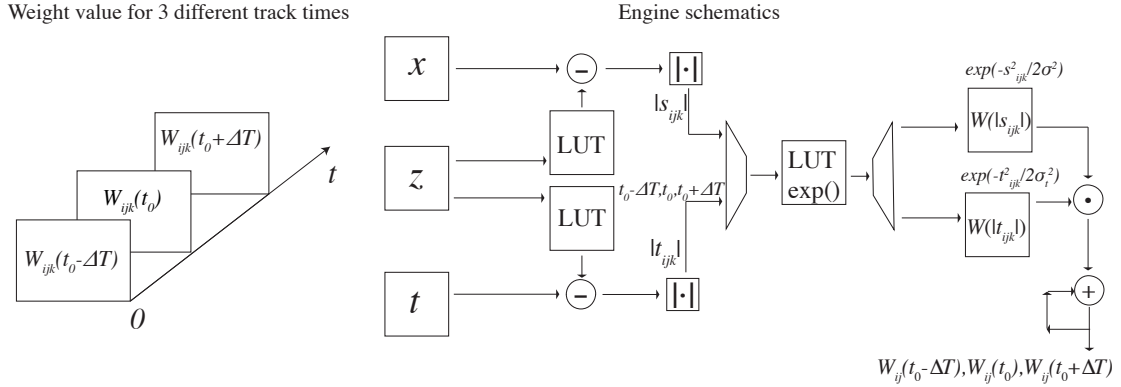 Weight value for 3 different track times
W_ijk(t_0+ΔT)
W_ijk(t_0)
W_ijk(t_0-ΔT)
t
0
Engine schematics
x
−
|·|
|s_ijk|
LUT
z
LUT
t_0-ΔT,t_0,t_0+ΔT
|t_ijk|
t
−
|·|
LUT
exp()
exp(-s²_ijk/2σ²)
W(|s_ijk|)
exp(-t²_ijk/2σ_t²)
W(|t_ijk|)
·
+
W_ij(t_0-ΔT),W_ij(t_0),W_ij(t_0+ΔT)